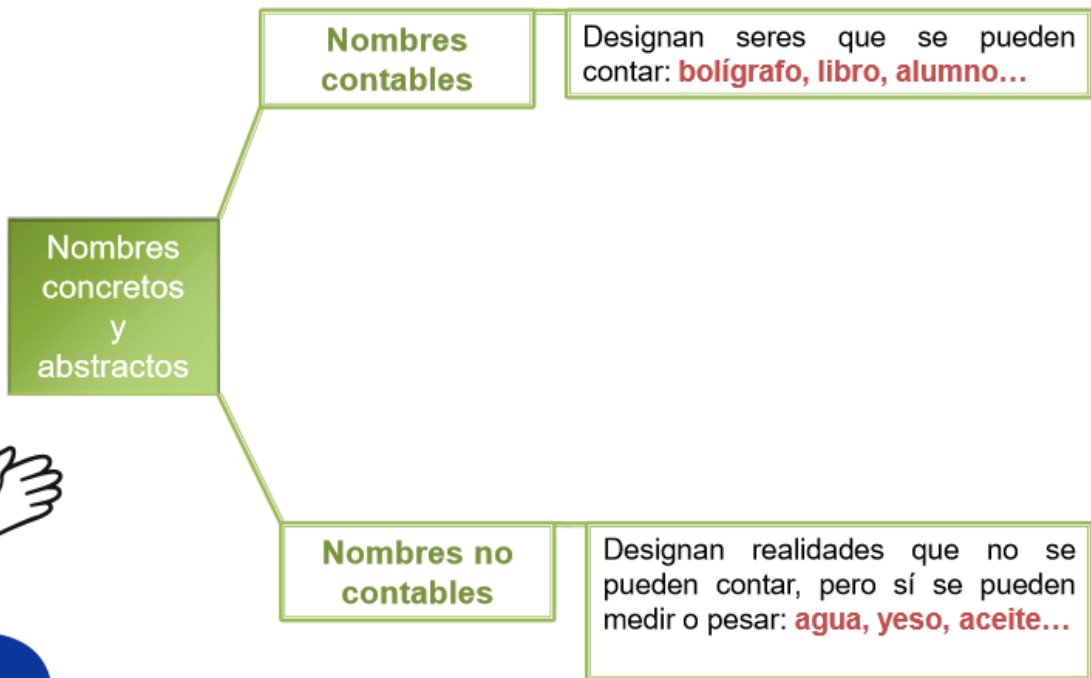 Nombres
contables
Designan seres que se pueden
contar: bolígrafo, libro, alumno…
Nombres
concretos
y
abstractos
Nombres no
contables
Designan realidades que no se
pueden contar, pero sí se pueden
medir o pesar: agua, yeso, aceite…